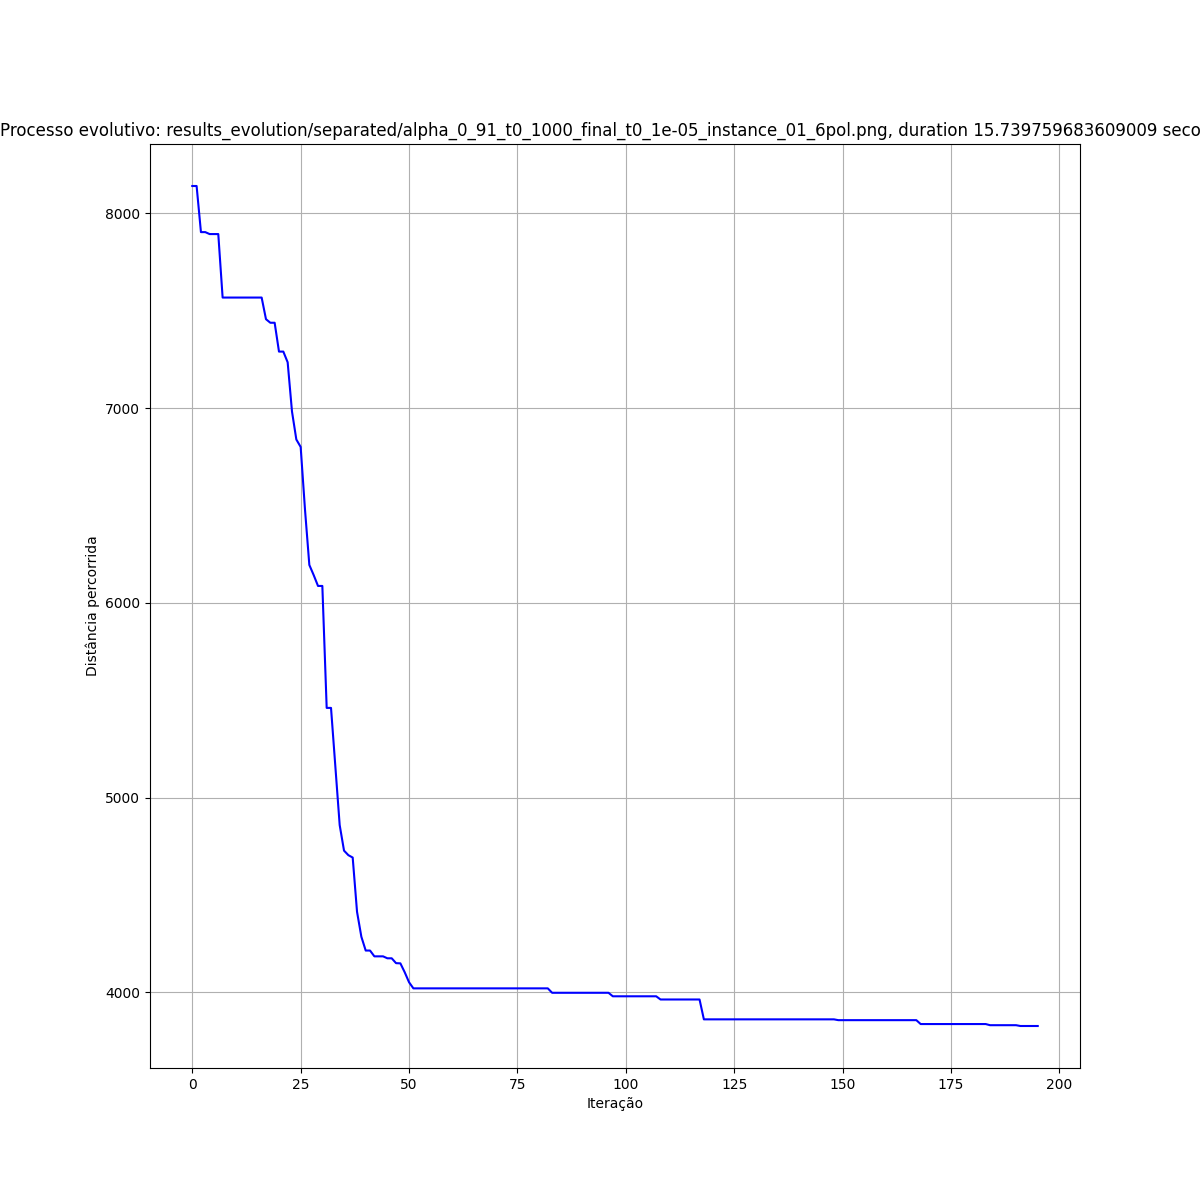 Processo evolutivo: results_evolution/separated/alpha_0_91_t0_1000_final_t0_1e-05_instance_01_6pol.png, duration 15.739759683609009 seco
8000
7000
6000
5000
4000
Distância percorrida
0 25 50 75 100 125 150 175 200
Iteração